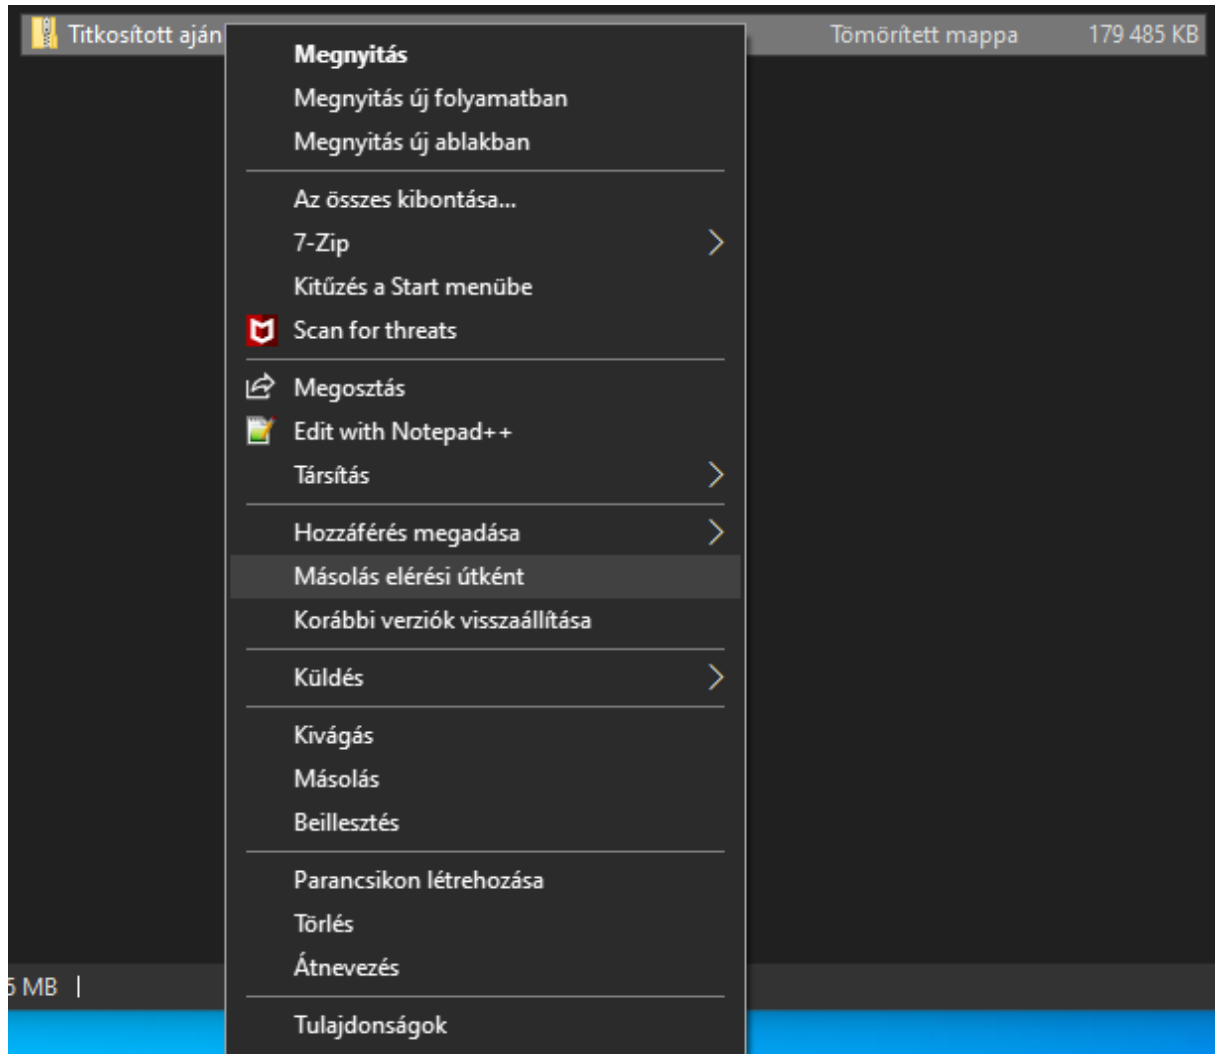 Titkosított aján
Tömörített mappa
179 485 KB
Megnyitás
Megnyitás új folyamatban
Megnyitás új ablakban
Az összes kibontása...
7-Zip
Kitűzés a Start menübe
Scan for threats
Megosztás
Edit with Notepad++
Társítás
Hozzáférés megadása
Másolás elérési útként
Korábbi verziók visszaállítása
Küldés
Kivágás
Másolás
Beillesztés
Parancsikon létrehozása
Törlés
Átnevezés
Tulajdonságok
MB